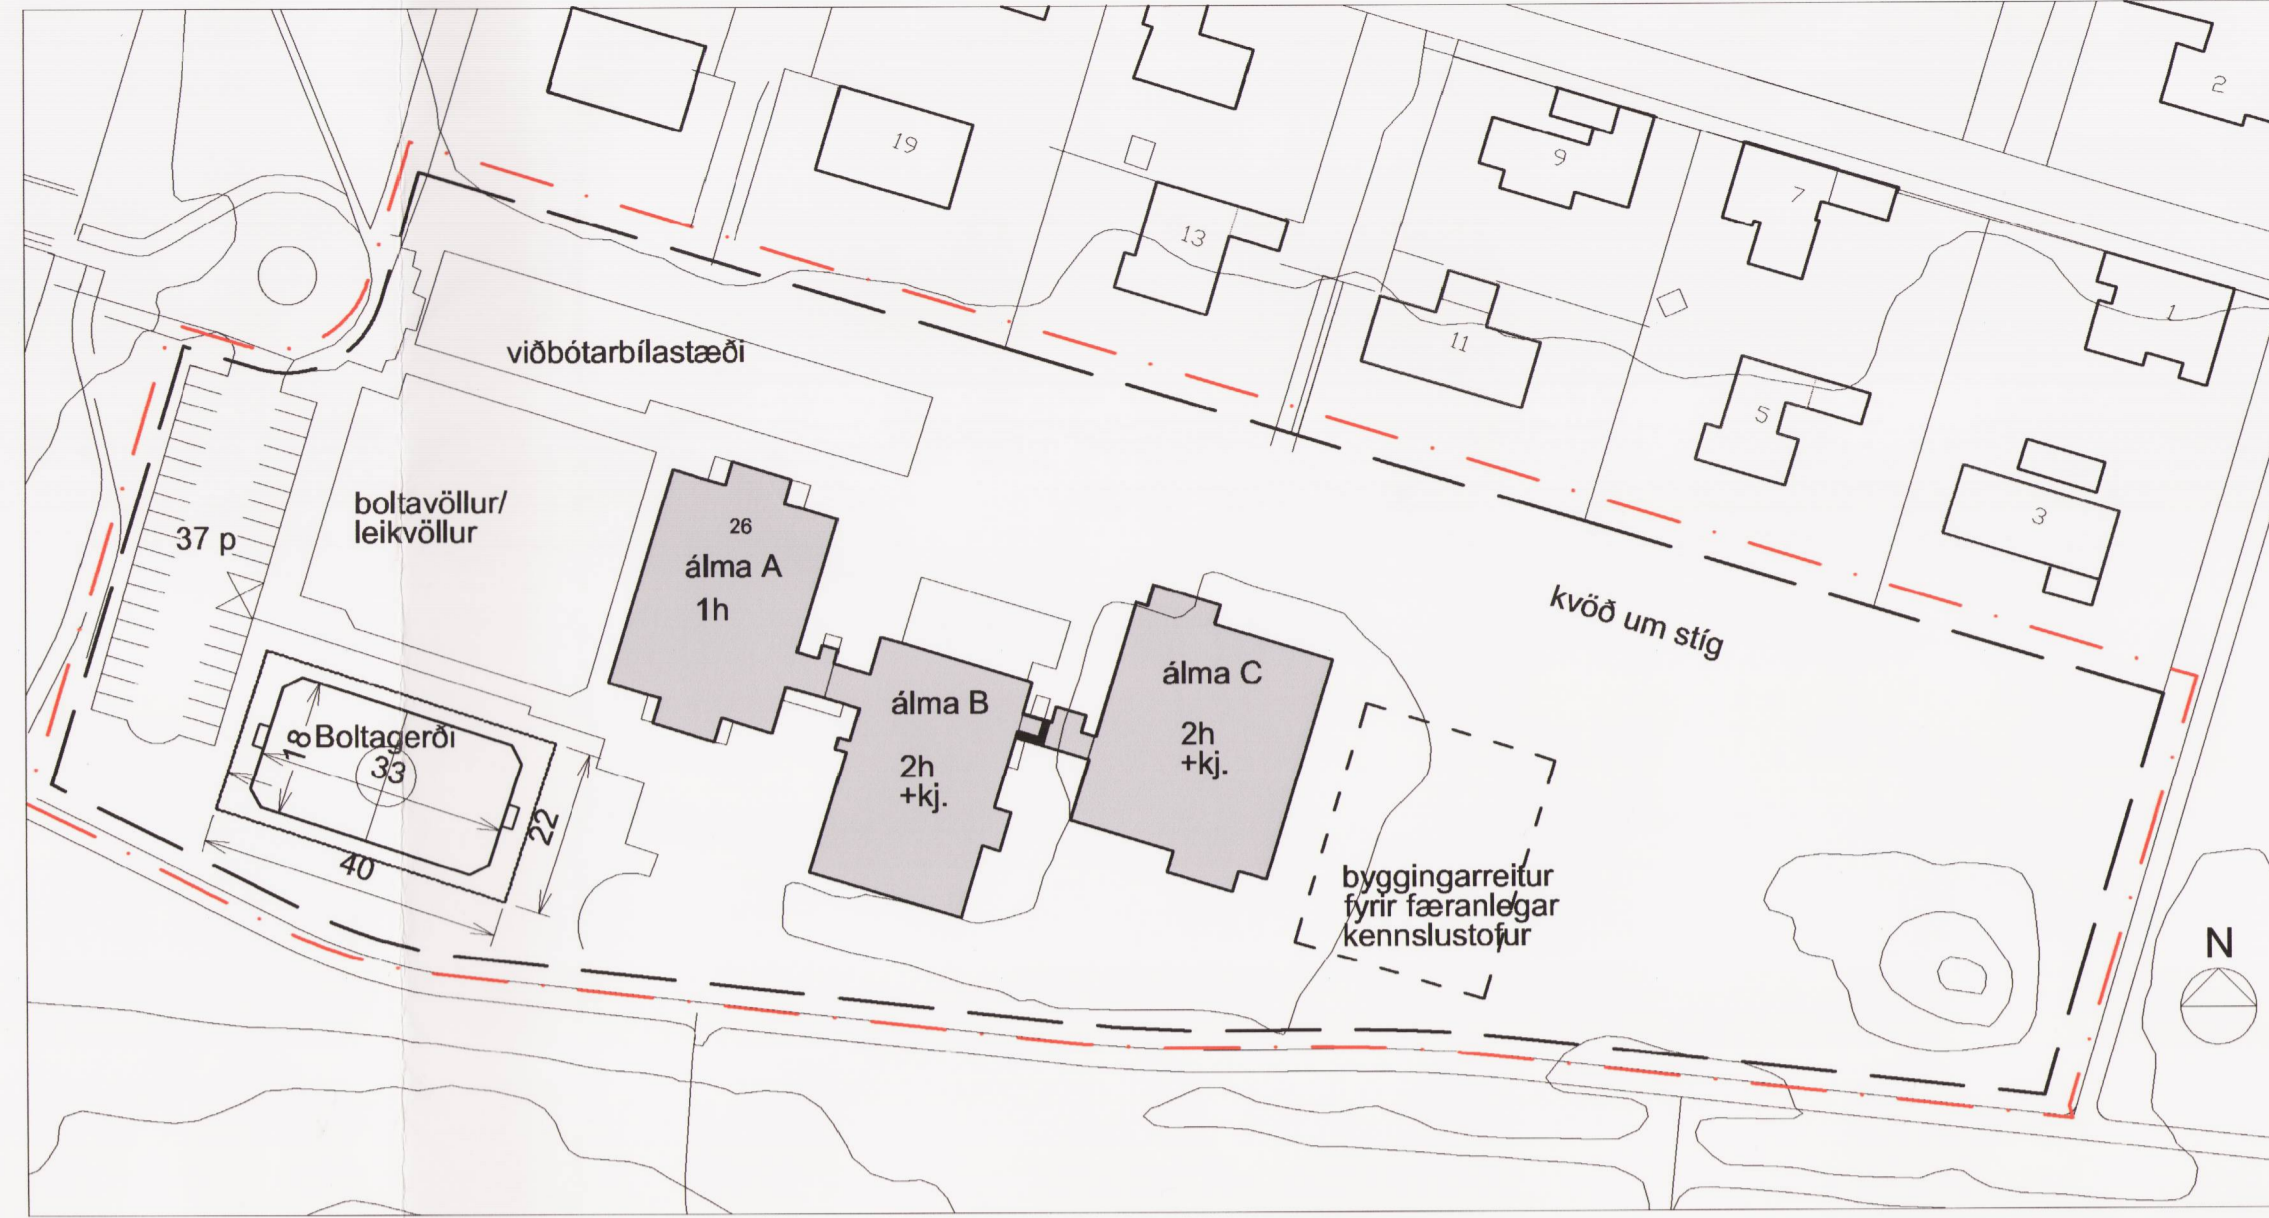 2
19
9
7
13
1
11
viðbótarbílastæði
5
3
boltavöllur/
leikvöllur
37 p
26
álma A
1h
kvöð um stíg
álma B
2h
+kj.
álma C
2h
+kj.
Boltagerði
18
33
22
40
byggingarreitur
fyrir færanlegar
kennslustofur
N